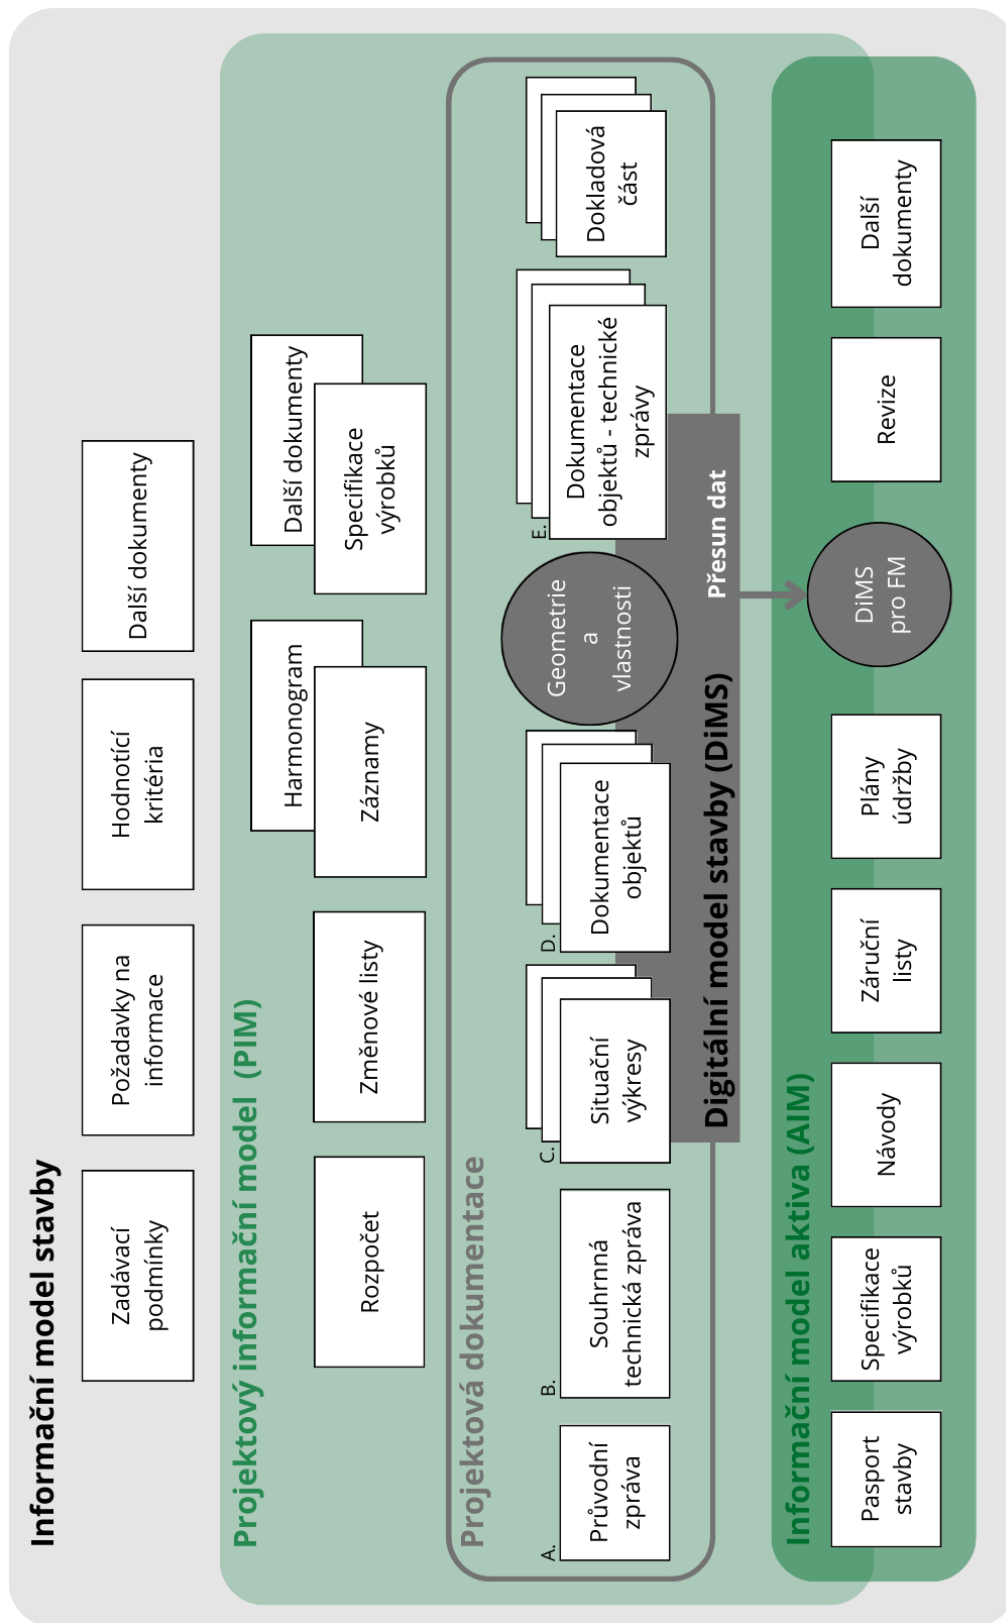 Informační model stavby
Zadávací
podmínky
Požadavky na
informace
Hodnotící
kritéria
Další dokumenty
Projektový informační model (PIM)
Rozpočet
Změnové listy
Harmonogram
Záznamy
Další dokumenty
Specifikace
výrobků
Projektová dokumentace
A.
Průvodní
zpráva
B.
Souhrnná
technická zpráva
C.
Situační
výkresy
D.
Dokumentace
objektů
Geometrie
a
vlastnosti
E.
Dokumentace
objektů - technické
zprávy
Dokladová
část
Digitální model stavby (DiMS)
Přesun dat
Informační model aktiva (AIM)
Pasport
stavby
Specifikace
výrobků
Návody
Záruční
listy
Plány
údržby
DiMS
pro FM
Revize
Další
dokumenty